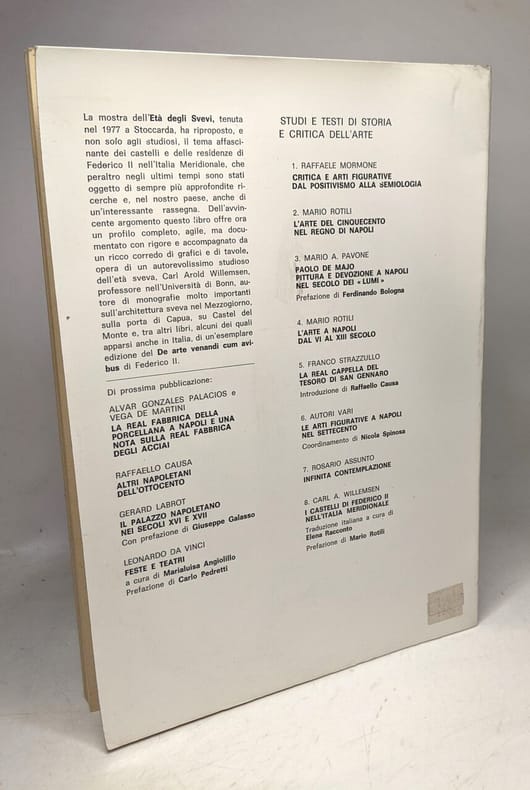 La mostra dell'Età degli Svevi, tenuta
nel 1977 a Stoccarda, ha riproposto, e
non solo agli studiosi, il tema affasci-
nante dei castelli e delle residenze di
Federico II nell'Italia Meridionale, che
peraltro negli ultimi tempi sono stati
oggetto di sempre più approfondite ri-
cerche e, nel nostro paese, anche di
un'interessante rassegna. Dell'avvin-
cente argomento questo libro offre ora
un profilo completo, agile, ma docu-
mentato con rigore e accompagnato da
un ricco corredo di grafici e di tavole,
opera di un autorevolissimo studioso
dell'età sveva, Carl Arold Willemsen,
professore nell'Università di Bonn, au-
tore di monografie molto importanti
sull'architettura sveva nel Mezzogiorno,
sulla porta di Capua, su Castel del
Monte e, tra altri libri, alcuni dei quali
apparsi anche in Italia, di un'esemplare
edizione del De arte venandi cum avi-
bus di Federico II.
Di prossima pubblicazione:
ALVAR GONZALES PALACIOS e
VEGA DE MARTINI
LA REAL FABBRICA DELLA
PORCELLANA A NAPOLI E UNA
NOTA SULLA REAL FABBRICA
DEGLI ACCIAI
RAFFAELLO CAUSA
ALTRI NAPOLETANI
DELL'OTTOCENTO
GERARD LABROT
IL PALAZZO NAPOLETANO
NEI SECOLI XVI E XVII
Con prefazione di Giuseppe Galasso
LEONARDO DA VINCI
FESTE E TEATRI
a cura di Marialuisa Angiolillo
Prefazione di Carlo Pedretti
STUDI E TESTI DI STORIA
E CRITICA DELL'ARTE
1. RAFFAELE MORMONE
CRITICA E ARTI FIGURATIVE
DAL POSITIVISMO ALLA SEMIOLOGIA
2. MARIO ROTILI
L'ARTE DEL CINQUECENTO
NEL REGNO DI NAPOLI
3. MARIO A. PAVONE
PAOLO DE MAJO
PITTURA E DEVOZIONE A NAPOLI
NEL SECOLO DEI « LUMI »
Prefazione di Ferdinando Bologna
4. MARIO ROTILI
L'ARTE A NAPOLI
DAL VI AL XIII SECOLO
5. FRANCO STRAZZULLO
LA REAL CAPPELLA DEL
TESORO DI SAN GENNARO
Introduzione di Raffaello Causa
6. AUTORI VARI
LE ARTI FIGURATIVE A NAPOLI
NEL SETTECENTO
Coordinamento di Nicola Spinosa
7. ROSARIO ASSUNTO
INFINITA CONTEMPLAZIONE
8. CARL A. WILLEMSEN
I CASTELLI DI FEDERICO II
NELL'ITALIA MERIDIONALE
Traduzione italiana a cura di
Elena Racconto
Prefazione di Mario Rotili